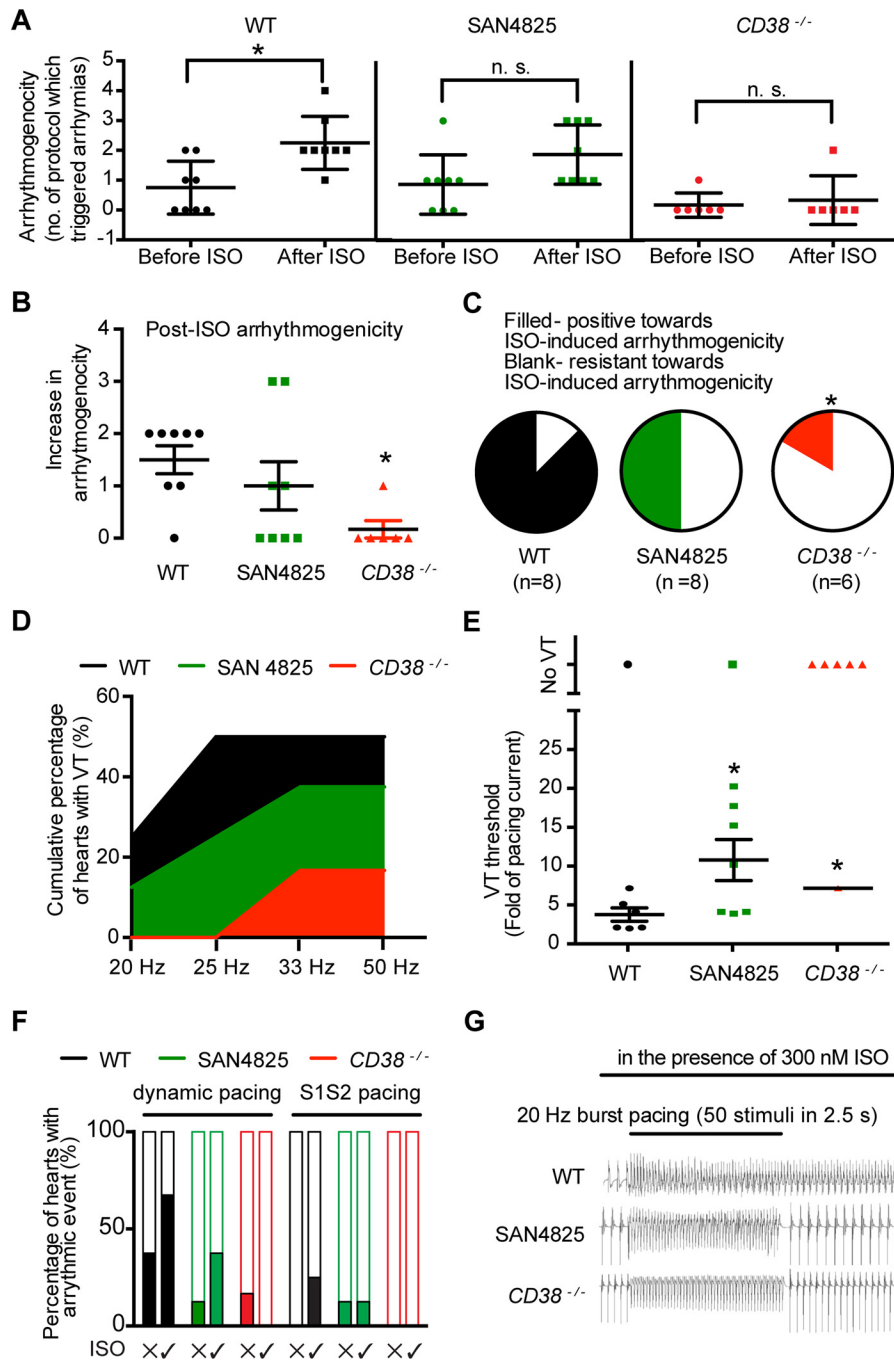 A
WT
SAN4825
CD38 -/-
Arrhythmogenocity
(no. of protocol which
triggered arrhymias)
5
4
3
2
1
0
-1
*
n. s.
n. s.
Before ISO
After ISO
Before ISO
After ISO
Before ISO
After ISO
B
Post-ISO arrhythmogenicity
Increase in
arrhytmogenocity
4
3
2
1
0
*
WT
SAN4825
CD38 -/-
C
Filled- positive towards
ISO-induced arrhythmogenicity
Blank- resistant towards
ISO-induced arrythmogenicity
*
WT
(n=8)
SAN4825
(n =8)
CD38 -/-
(n=6)
D
WT
SAN 4825
CD38 -/-
Cumulative percentage
of hearts with VT (%)
60
40
20
0
20 Hz
25 Hz
33 Hz
50 Hz
E
No VT
VT threshold
(Fold of pacing current)
25
20
15
10
5
0
*
*
WT
SAN4825
CD38 -/-
F
WT
SAN4825
CD38 -/-
dynamic pacing
S1S2 pacing
Percentage of hearts with
arrythmic event (%)
100
50
0
ISO ×✓ ×✓ ×✓ ×✓ ×✓ ×✓
G
in the presence of 300 nM ISO
20 Hz burst pacing (50 stimuli in 2.5 s)
WT
SAN4825
CD38 -/-